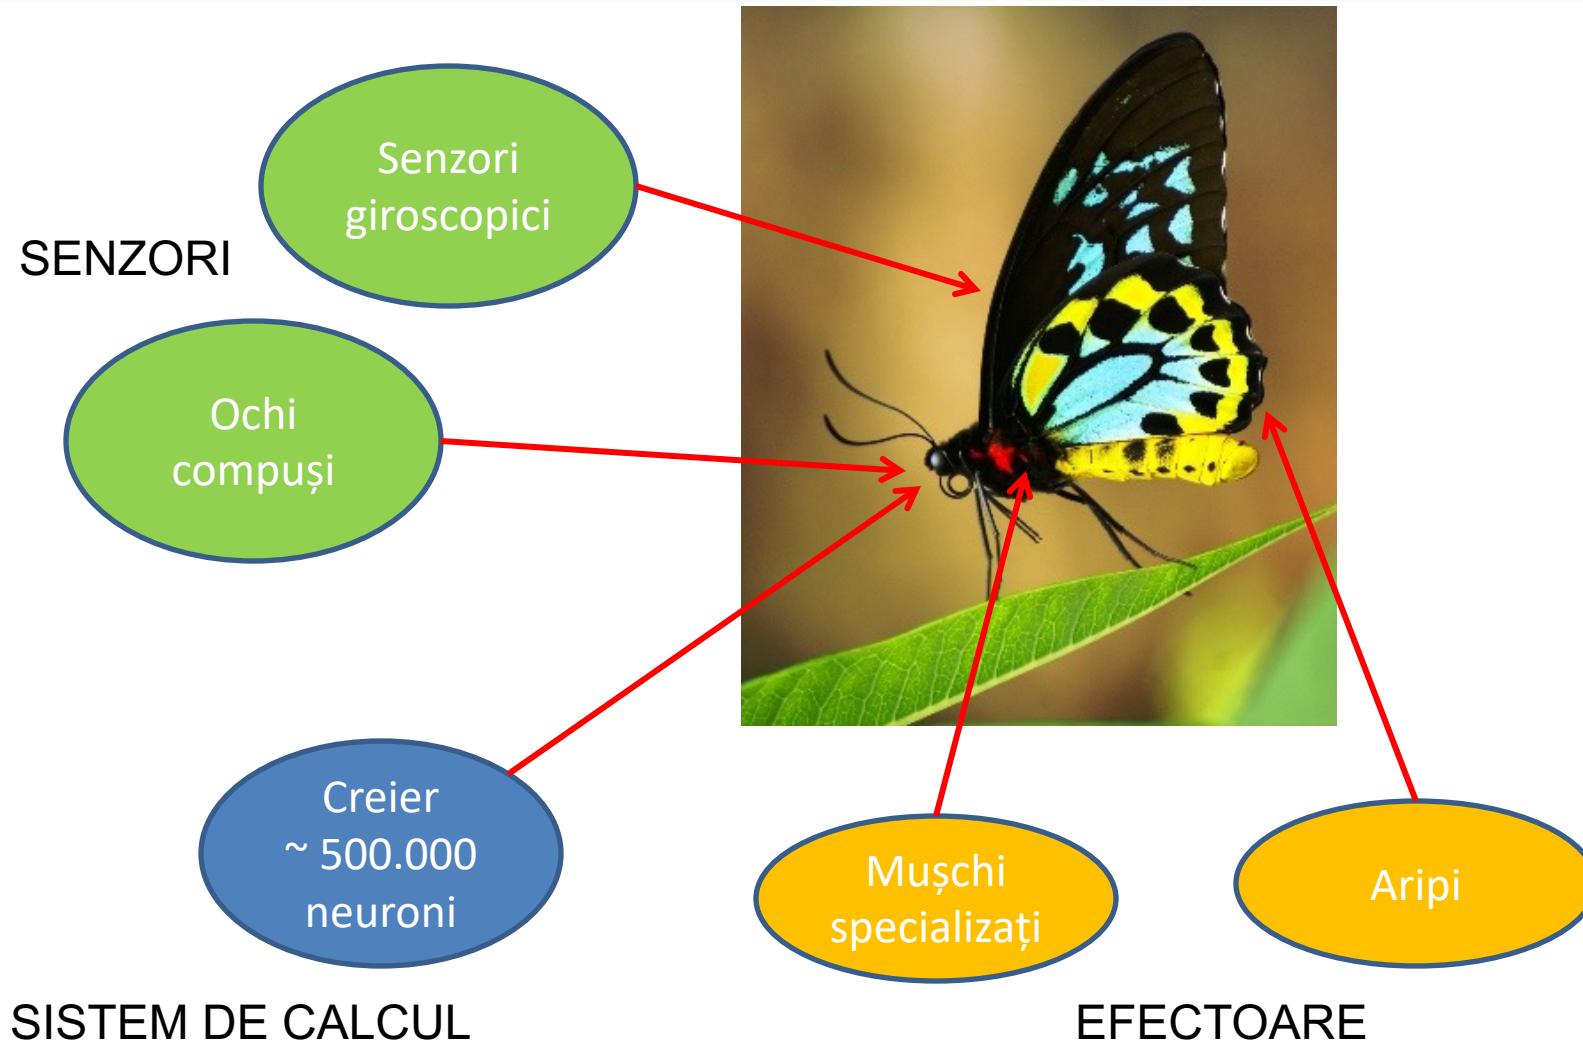 Senzori
giroscopici
SENZORI
Ochi
compuși
Creier
~ 500.000
neuroni
Mușchi
specializați
Aripi
SISTEM DE CALCUL
EFECTOARE